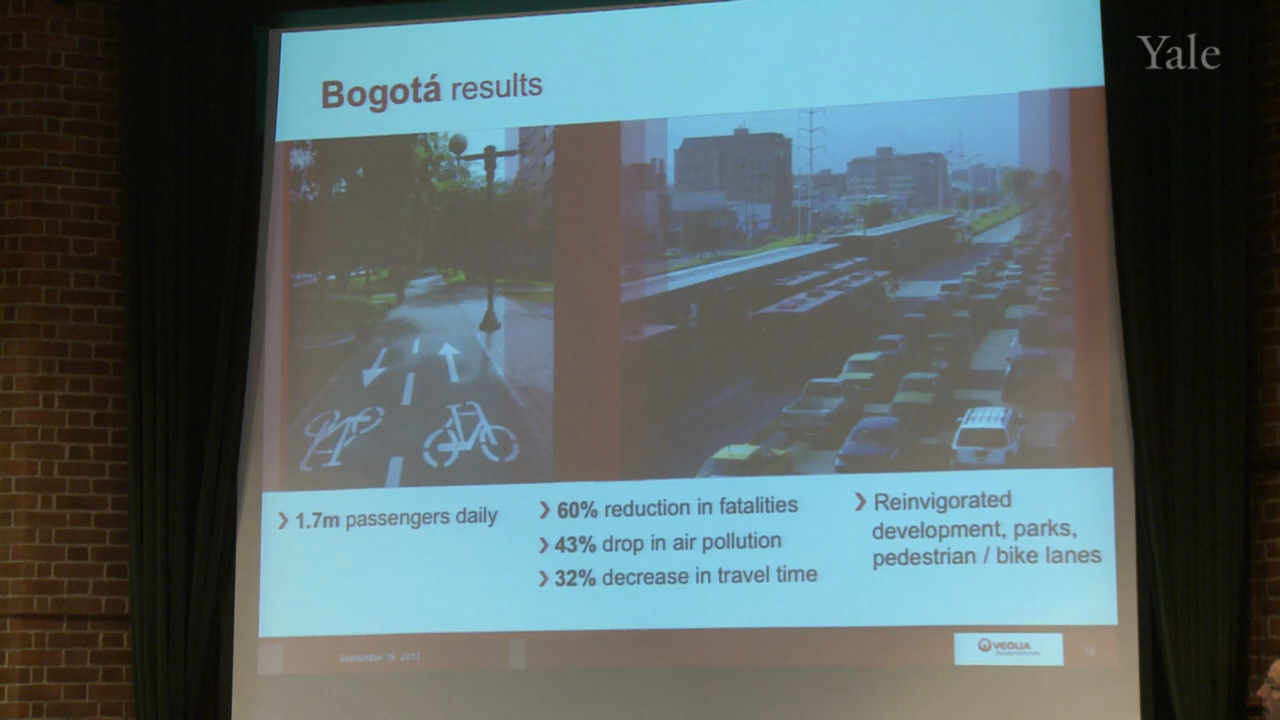 Yale
Bogotá results
❯ 1.7m passengers daily
❯ 60% reduction in fatalities
❯ 43% drop in air pollution
❯ 32% decrease in travel time
❯ Reinvigorated
development, parks,
pedestrian / bike lanes
September
VEOLIA